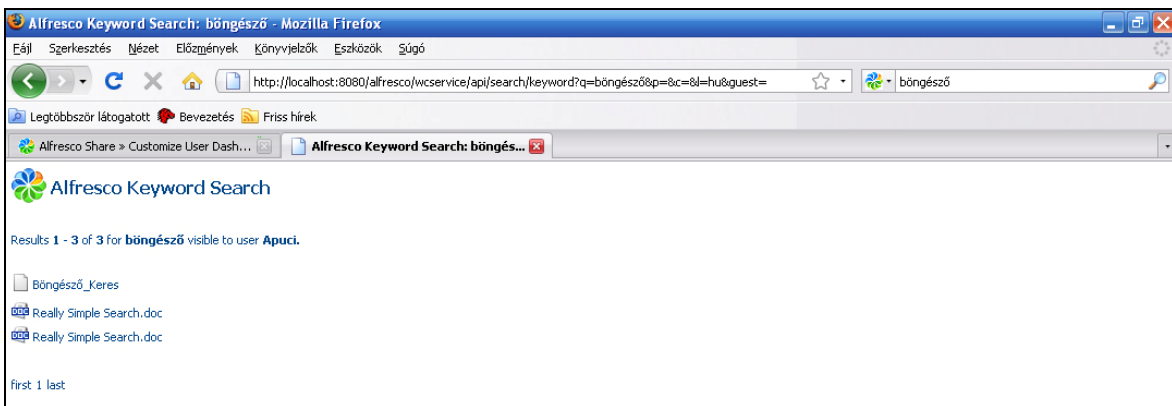 Alfresco Keyword Search: böngésző - Mozilla Firefox
Fájl Szerkesztés Nézet Előzmények Könyvjelzők Eszközök Súgó
http://localhost:8080/alfresco/wcservice/api/search/keyword?q=böngésző&p=&c=&l=hu&guest= böngésző
Legtöbbször látogatott Bevezetés Friss hírek
Alfresco Share » Customize User Dash... Alfresco Keyword Search: böngés...
Alfresco Keyword Search
Results 1 - 3 of 3 for böngésző visible to user Apuci.
Böngésző_Keres
Really Simple Search.doc
Really Simple Search.doc
first 1 last